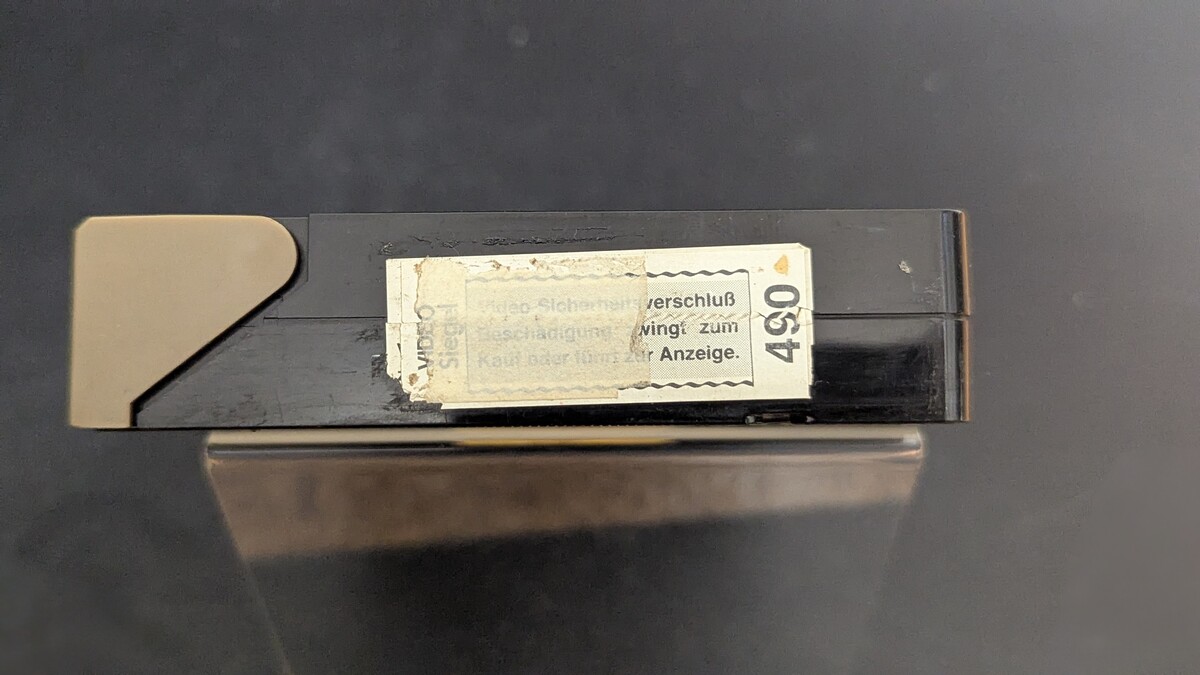 VIDEO
Siegel
Video Sicherheitsverschluß
Beschädigung zwingt zum
Kauf oder führt zur Anzeige.
490